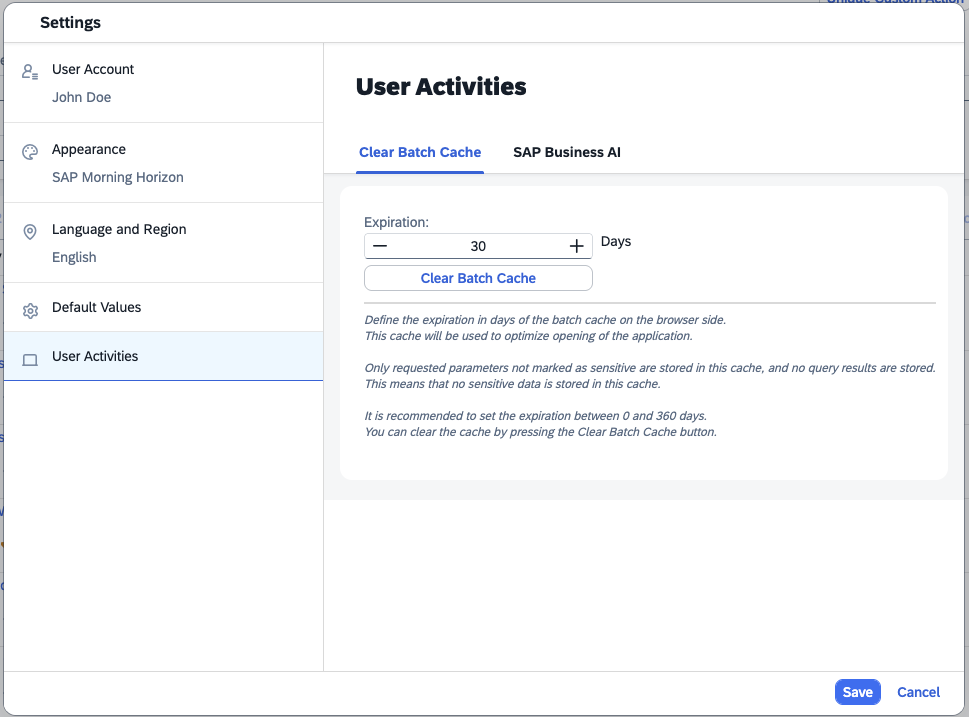 Settings
User Account
John Doe
Appearance
SAP Morning Horizon
Language and Region
English
Default Values
User Activities
User Activities
Clear Batch Cache
SAP Business AI
Expiration:
30
Days
Clear Batch Cache
Define the expiration in days of the batch cache on the browser side.
This cache will be used to optimize opening of the application.
Only requested parameters not marked as sensitive are stored in this cache, and no query results are stored.
This means that no sensitive data is stored in this cache.
It is recommended to set the expiration between 0 and 360 days.
You can clear the cache by pressing the Clear Batch Cache button.
Save
Cancel